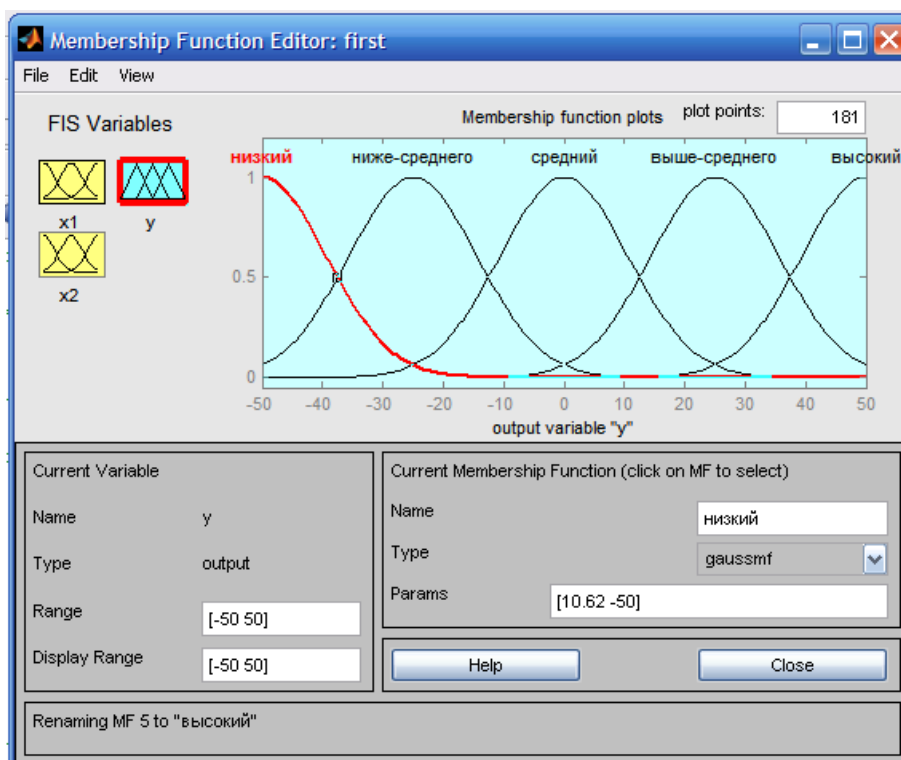 Membership Function Editor: first
File Edit View
FIS Variables
Membership function plots plot points: 181
низкий ниже-среднего средний выше-среднего высокий
1
0.5
0
-50 -40 -30 -20 -10 0 10 20 30 40 50
output variable "y"
x1 y
x2
Current Variable
Name y
Type output
Range [-50 50]
Display Range [-50 50]
Current Membership Function (click on MF to select)
Name низкий
Type gaussmf
Params [10.62 -50]
Help Close
Renaming MF 5 to "высокий"